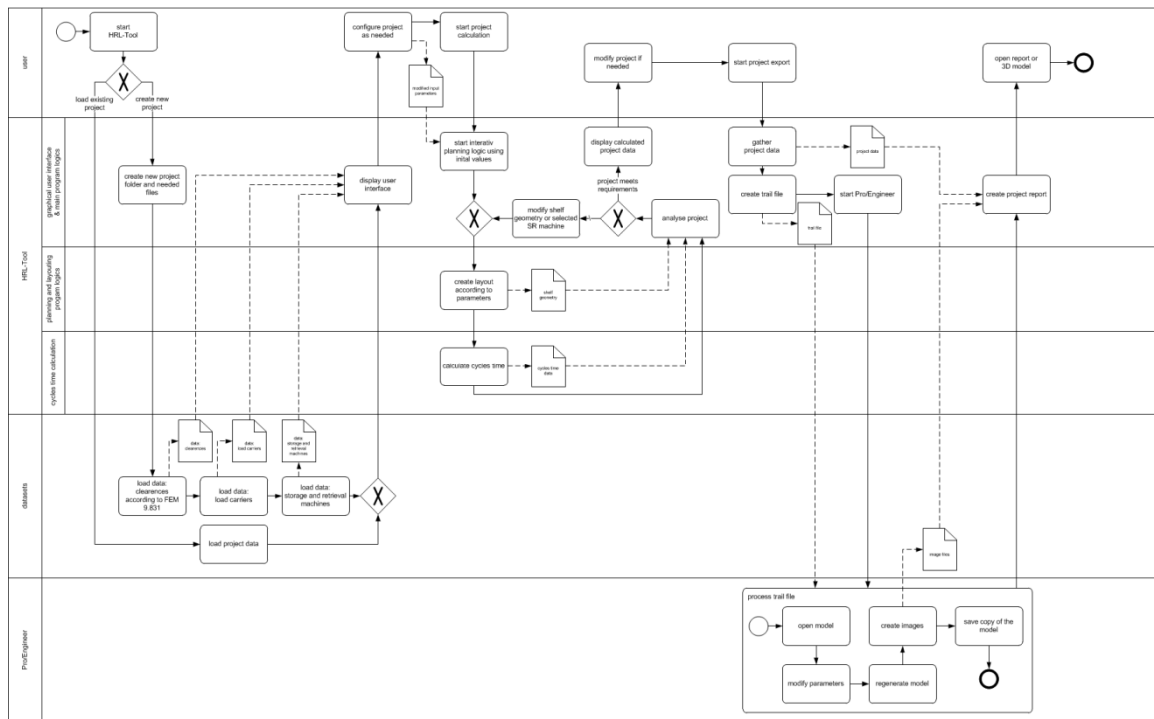 user
start
HRL-Tool
load existing
project
create new
project
configure project
as needed
start project
calculation
modified input
parameters
modify project if
needed
start project export
open report or
3D model
HRL-Tool
graphical user interface
& main program logics
create new project
folder and needed
files
display user
interface
start interativ
planning logic using
inital values
display calculated
project data
project meets
requirements
modify shelf
geometry or selected
SR machine
analyse project
gather
project data
project data
create trail file
start Pro/Engineer
trail file
create project report
planning and layouting
progam logics
create layout
according to
parameters
shelf
geometry
cycles time calculation
calculate cycles time
cycles time
data
datasets
data:
clearences
data:
load carriers
data:
storage and
retrieval
machines
load data:
clearences
according to FEM
9.831
load data:
load carriers
load data:
storage and retrieval
machines
load project data
image files
Pro/Engineer
process trail file
open model
create images
save copy of the
model
modify parameters
regenerate model